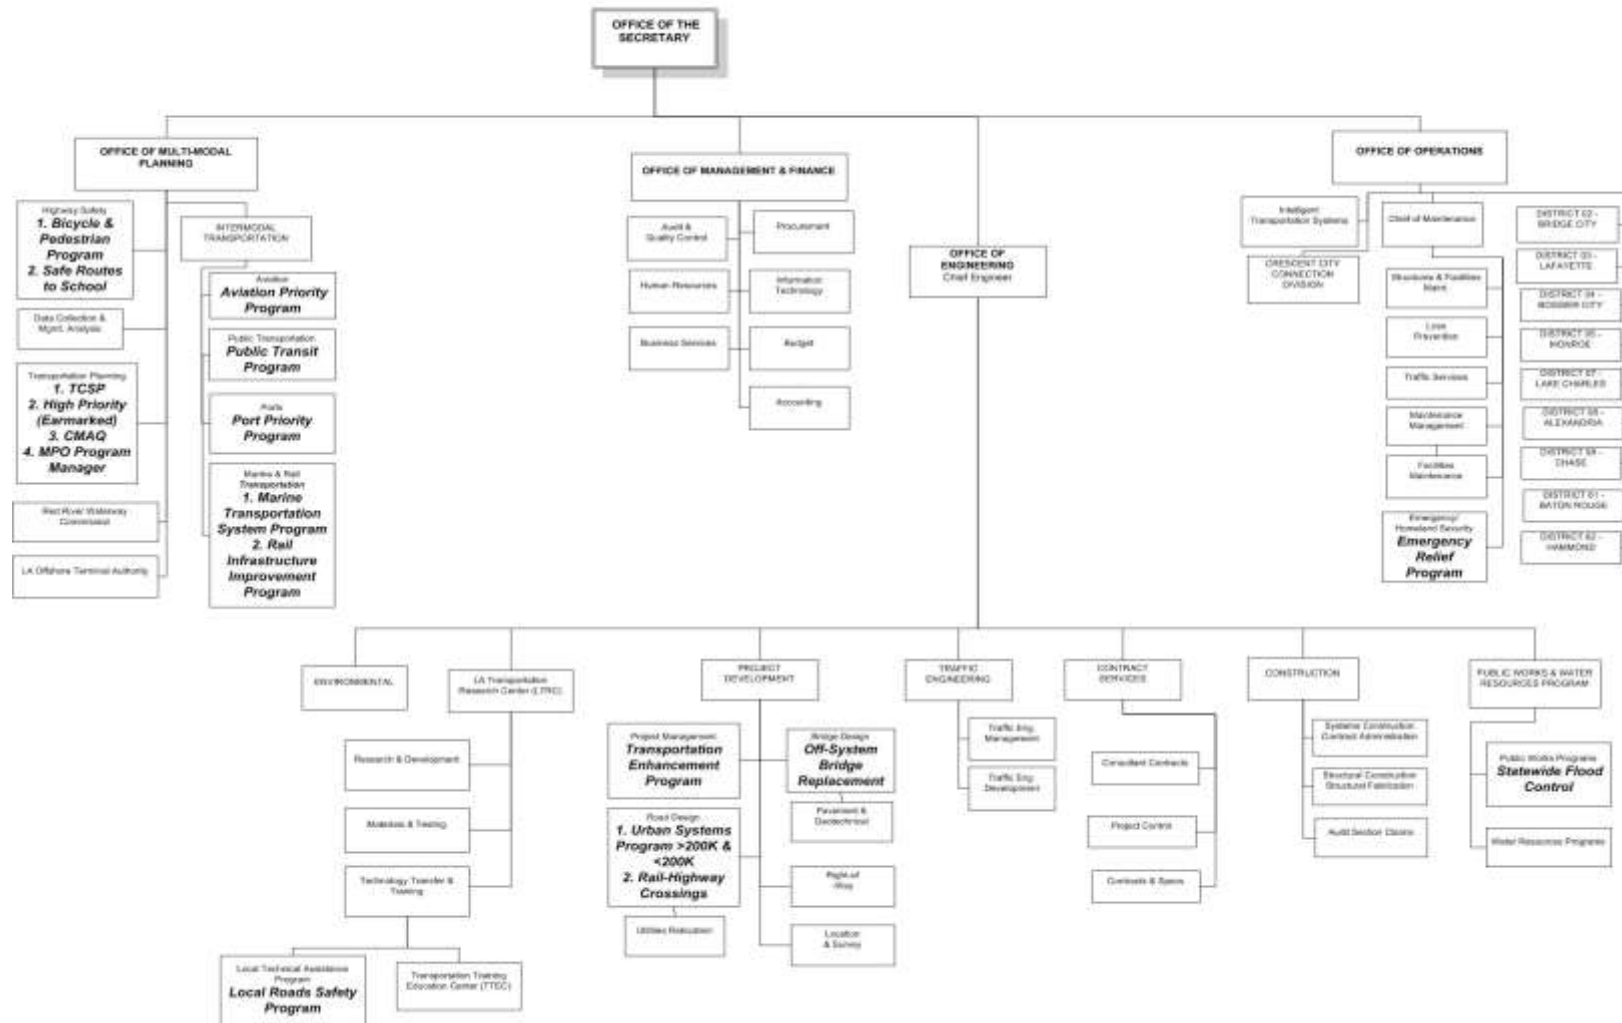 OFFICE OF THE
SECRETARY
OFFICE OF MULTI-MODAL
PLANNING
Highway Safety
1. Bicycle &
Pedestrian
Program
2. Safe Routes
to School
Data Collection &
Mgmt. Analysis
Transportation Planning
1. TCSP
2. High Priority
(Earmarked)
3. CMAQ
4. MPO Program
Manager
Red River Waterway
Commission
LA Offshore Terminal Authority
INTERMODAL
TRANSPORTATION
Aviation
Aviation Priority
Program
Public Transportation
Public Transit
Program
Ports
Port Priority
Program
Marine & Rail
Transportation
1. Marine
Transportation
System Program
2. Rail
Infrastructure
Improvement
Program
OFFICE OF MANAGEMENT & FINANCE
Audit &
Quality Control
Procurement
Human Resources
Information
Technology
Business Services
Budget
Accounting
OFFICE OF
ENGINEERING
Chief Engineer
OFFICE OF OPERATIONS
Intelligent
Transportation Systems
CRESCENT CITY
CONNECTION
DIVISION
Chief of Maintenance
Structures & Facilities
Maint.
Loss
Prevention
Traffic Services
Maintenance
Management
Facilities
Maintenance
Emergency/
Homeland Security
Emergency
Relief
Program
DISTRICT 02 -
BRIDGE CITY
DISTRICT 03 -
LAFAYETTE
DISTRICT 04 -
BOSSIER CITY
DISTRICT 05 -
MONROE
DISTRICT 07 -
LAKE CHARLES
DISTRICT 08 -
ALEXANDRIA
DISTRICT 58 -
CHASE
DISTRICT 61 -
BATON ROUGE
DISTRICT 62 -
HAMMOND
ENVIRONMENTAL
LA Transportation
Research Center (LTRC)
Research & Development
Materials & Testing
Technology Transfer &
Training
Local Technical Assistance
Program
Local Roads Safety
Program
Transportation Training
Education Center (TTEC)
PROJECT
DEVELOPMENT
Project Management
Transportation
Enhancement
Program
Road Design
1. Urban Systems
Program >200K &
<200K
2. Rail-Highway
Crossings
Utilities Relocation
Bridge Design
Off-System
Bridge
Replacement
Pavement &
Geotechnical
Right-of
-Way
Location
& Survey
TRAFFIC
ENGINEERING
Traffic Eng.
Management
Traffic Eng.
Development
CONTRACT
SERVICES
Consultant Contracts
Project Control
Contracts & Specs
CONSTRUCTION
Systems Construction
Contract Administration
Structural Construction
Structural Fabrication
Audit Section Claims
PUBLIC WORKS & WATER
RESOURCES PROGRAM
Public Works Programs
Statewide Flood
Control
Water Resources Programs